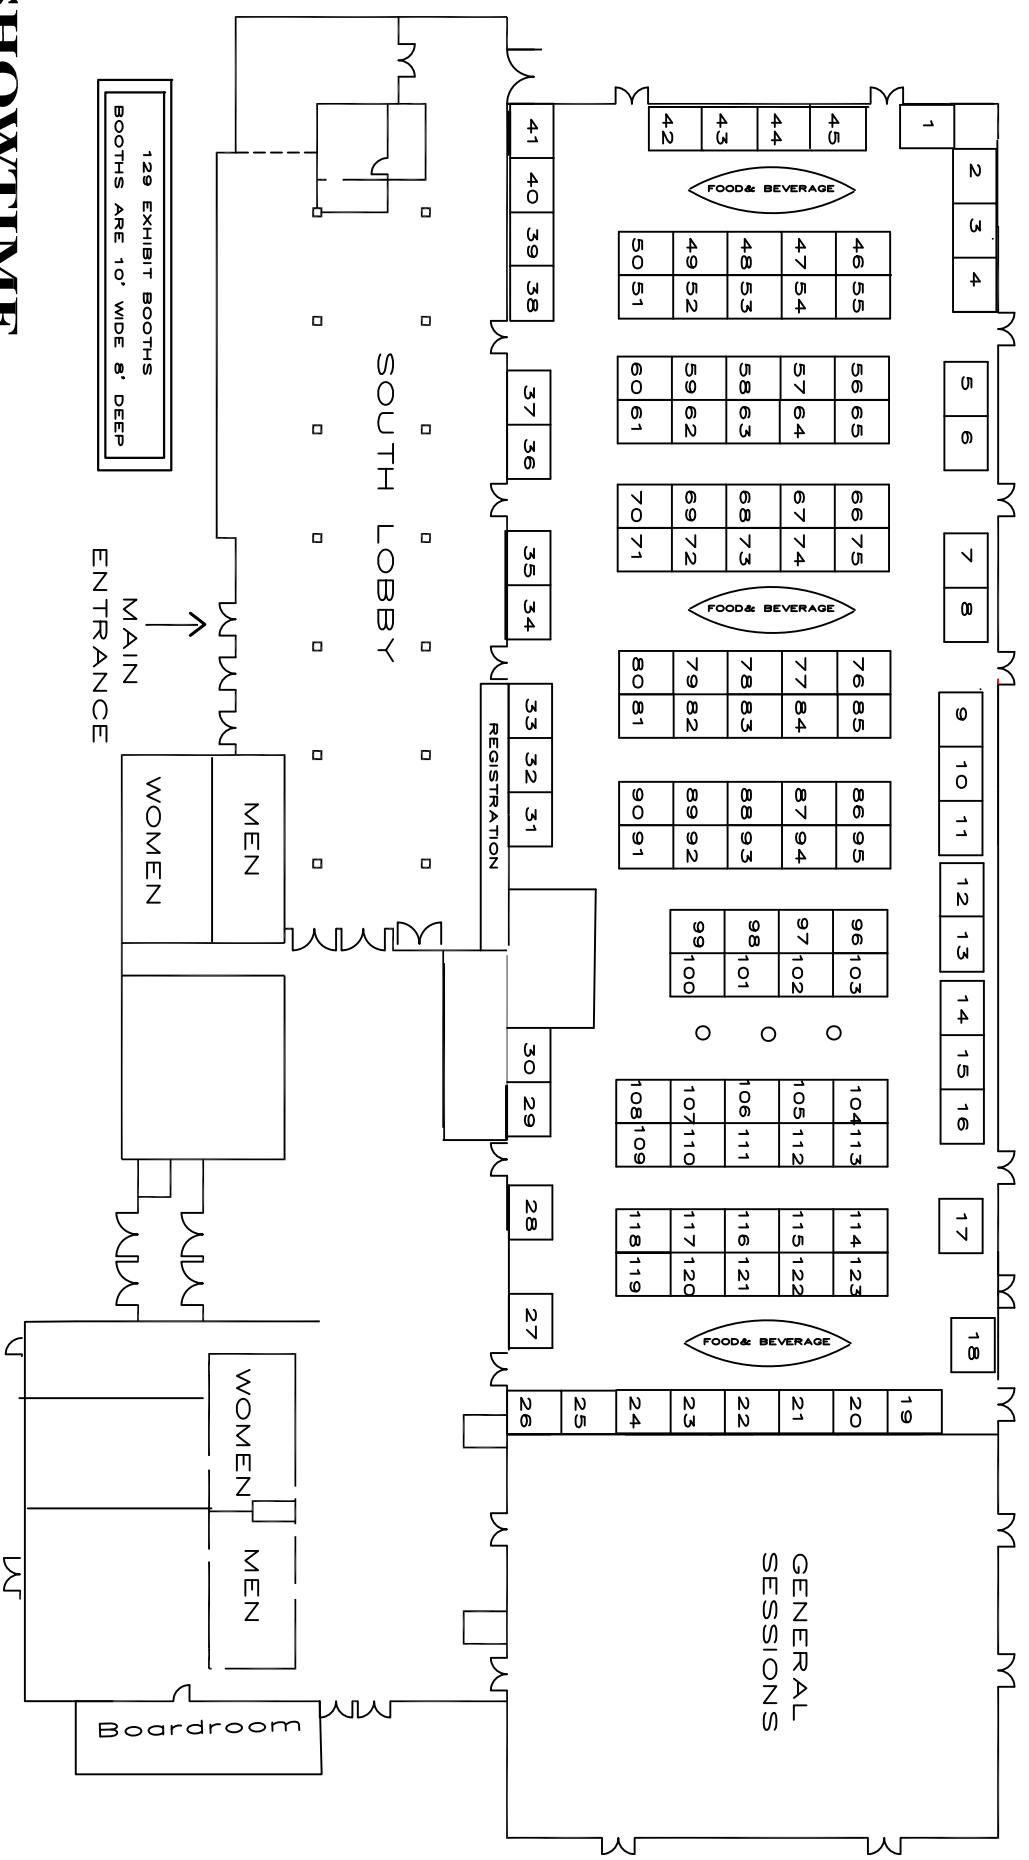 2 3 4 5 6 7 8 9 10 11 12 13 14 15 16 17 18
1 19
45 46 55 56 65 66 75 76 85 86 95 96 103 104 113 114 123 20
44 47 54 57 64 67 74 77 84 87 94 97 102 105 112 115 122 21
FOOD& BEVERAGE FOOD& BEVERAGE FOOD& BEVERAGE
GENERAL
SESSIONS
43 48 53 58 63 68 73 78 83 88 93 98 101 106 111 116 121 22
42 49 52 59 62 69 72 79 82 89 92 99 100 107 110 117 120 23
50 51 60 61 70 71 80 81 90 91 108 109 118 119 24
25
41 40 39 38 37 36 35 34 33 32 31 30 29 28 27 26
REGISTRATION
SOUTH LOBBY
MEN
WOMEN
WOMEN
MEN
MAIN
ENTRANCE
129 EXHIBIT BOOTHS
BOOTHS ARE 10' WIDE 8' DEEP
Boardroom
SHOWTIME